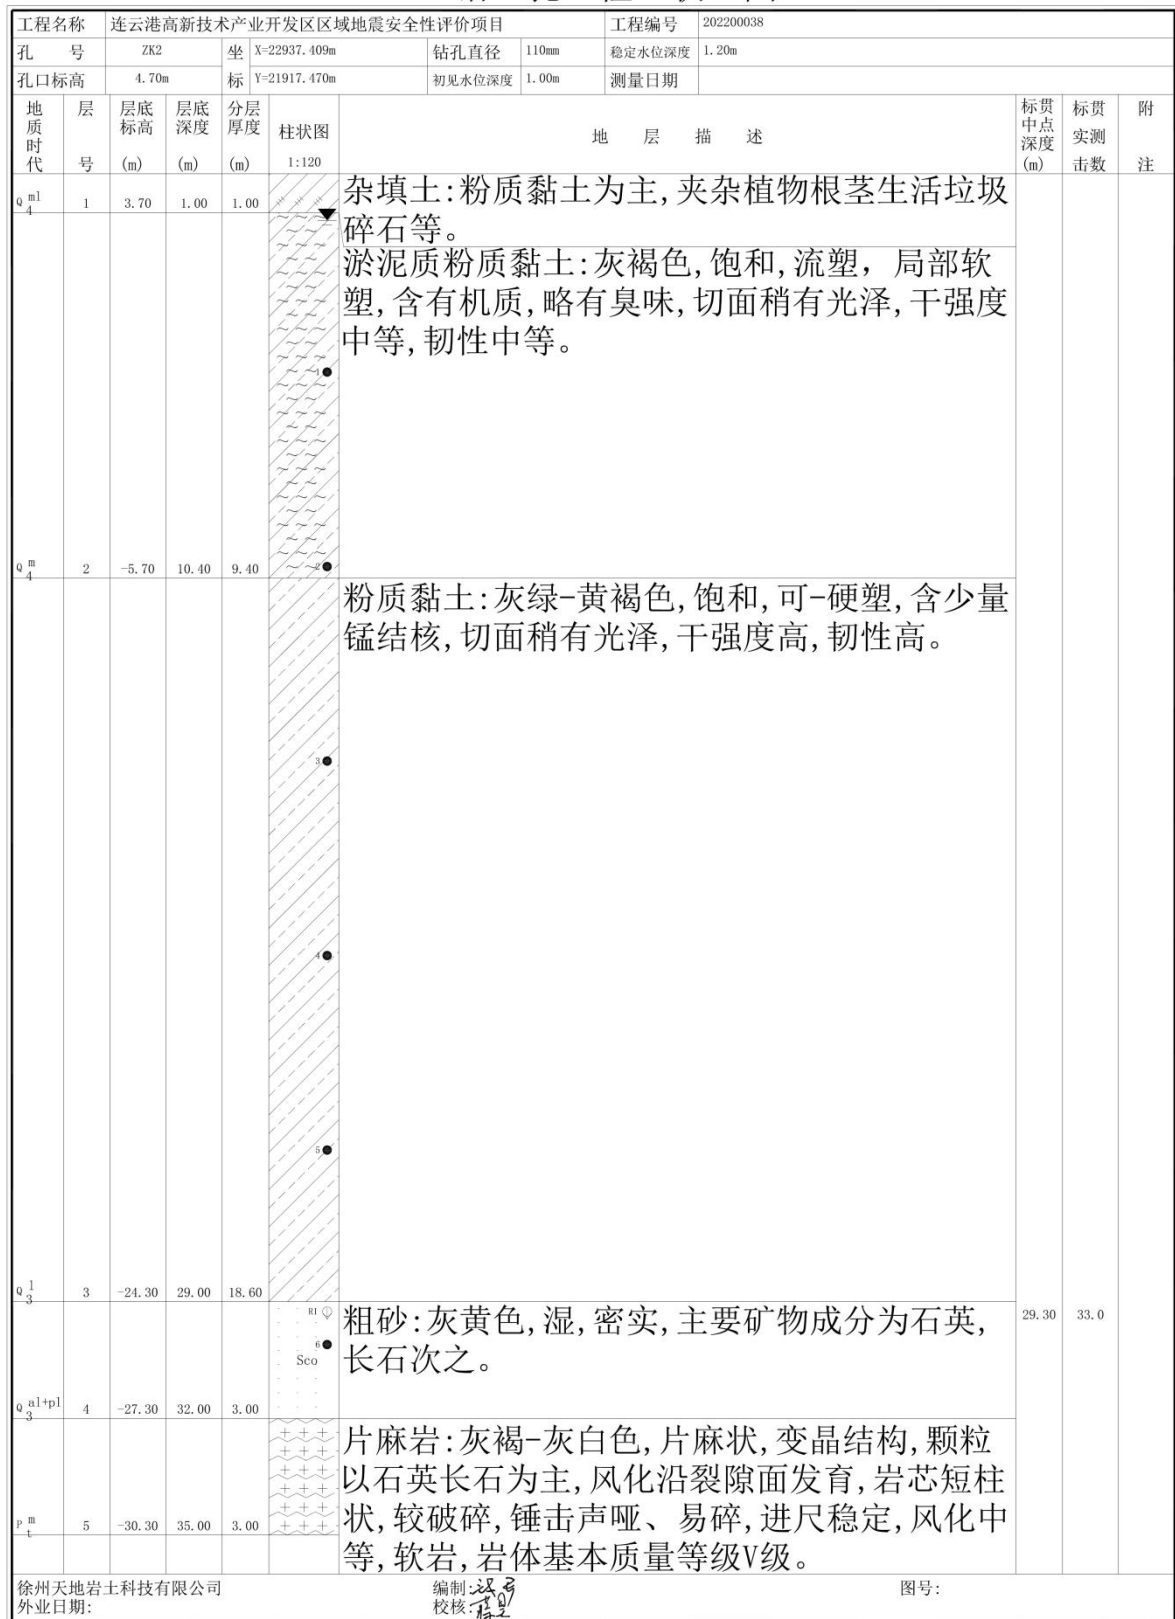 工程名称 连云港高新技术产业开发区区域地震安全性评价项目 工程编号 202200038
孔 号 ZK2 坐 X=22937.409m 钻孔直径 110mm 稳定水位深度 1.20m
孔口标高 4.70m 标 Y=21917.470m 初见水位深度 1.00m 测量日期
地质时代 层号 层底标高(m) 层底深度(m) 分层厚度(m) 柱状图 1:120 地 层 描 述 标贯中点深度(m) 标贯实测击数 附注
杂填土:粉质黏土为主,夹杂植物根茎生活垃圾
Q4ml 1 3.70 1.00 1.00
碎石等。
淤泥质粉质黏土:灰褐色,饱和,流塑,局部软
塑,含有机质,略有臭味,切面稍有光泽,干强度
中等,韧性中等。
1
Q4m 2 -5.70 10.40 9.40 2
粉质黏土:灰绿-黄褐色,饱和,可-硬塑,含少量
锰结核,切面稍有光泽,干强度高,韧性高。
3
4
5
Q3l 3 -24.30 29.00 18.60
RI 粗砂:灰黄色,湿,密实,主要矿物成分为石英, 29.30 33.0
6
Sco 长石次之。
Q3al+pl 4 -27.30 32.00 3.00
片麻岩:灰褐-灰白色,片麻状,变晶结构,颗粒
以石英长石为主,风化沿裂隙面发育,岩芯短柱
状,较破碎,锤击声哑、易碎,进尺稳定,风化中
Ptm 5 -30.30 35.00 3.00
等,软岩,岩体基本质量等级V级。
徐州天地岩土科技有限公司 编制: 图号:
外业日期: 校核: